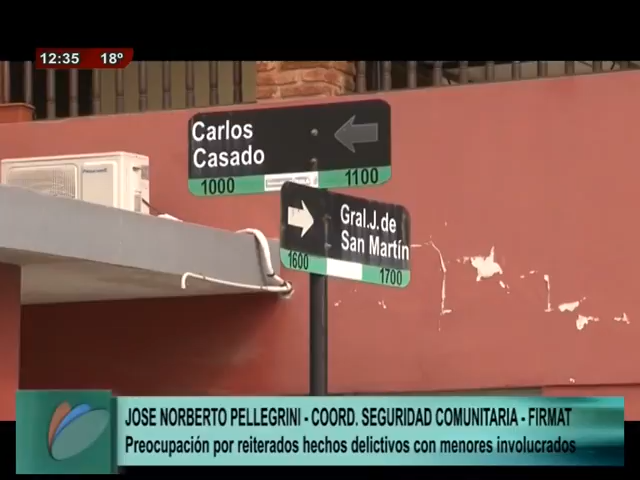 12:35 18º
Carlos
Casado
1000 1100
Gral.J.de
San Martín
1600 1700
JOSE NORBERTO PELLEGRINI - COORD. SEGURIDAD COMUNITARIA - FIRMAT
Preocupación por reiterados hechos delictivos con menores involucrados